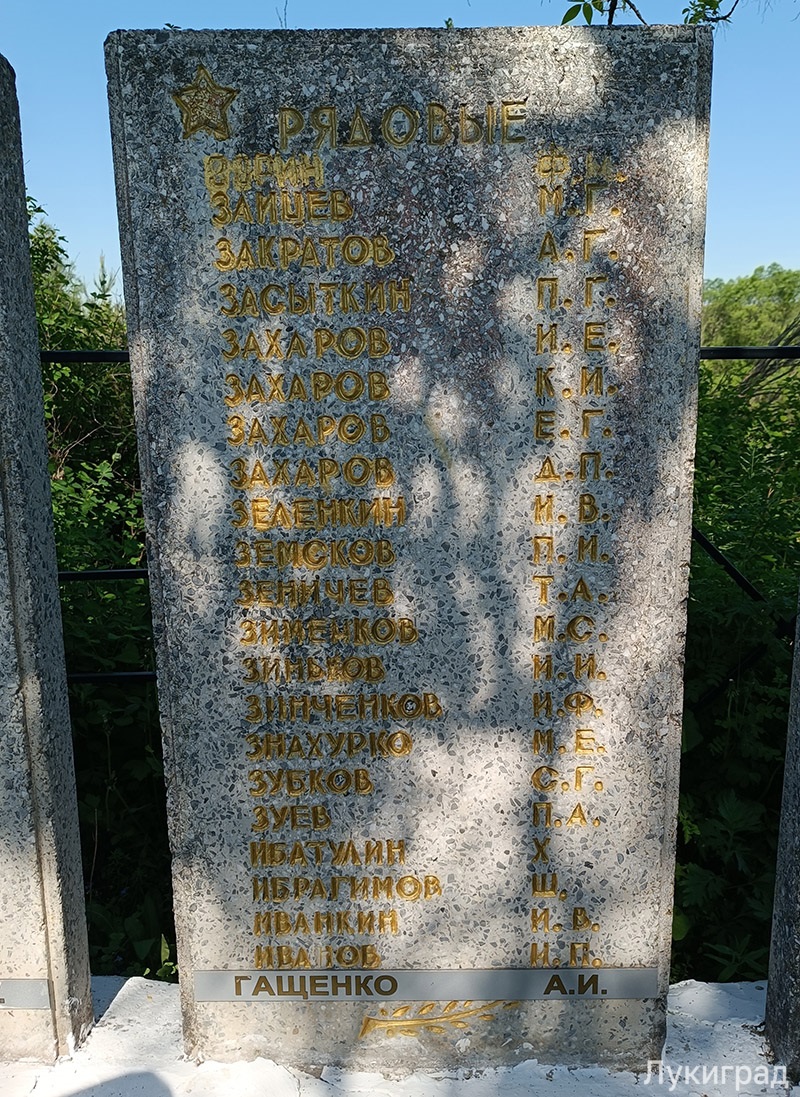 РЯДОВЫЕ
ЗАЙЦЕВ М.Г.
ЗАКРАТОВ А.Г.
ЗАСЫТКИН П.Г.
ЗАХАРОВ И.Е.
ЗАХАРОВ К.И.
ЗАХАРОВ Е.Г.
ЗАХАРОВ Д.П.
ЗЕЛЕНКИН И.В.
ЗЕМСКОВ П.И.
ЗЕНИЧЕВ Т.А.
ЗИМЕНКОВ М.С.
ЗИНЬКОВ И.И.
ЗИНЧЕНКОВ И.Ф.
ЗНАХУРКО М.Е.
ЗУБКОВ С.Г.
ЗУЕВ П.А.
ИБАТУЛИН Х
ИБРАГИМОВ Ш.
ИВАНКИН И.В.
ИВАНОВ И.П.
ГАЩЕНКО А.И.
Лукиград